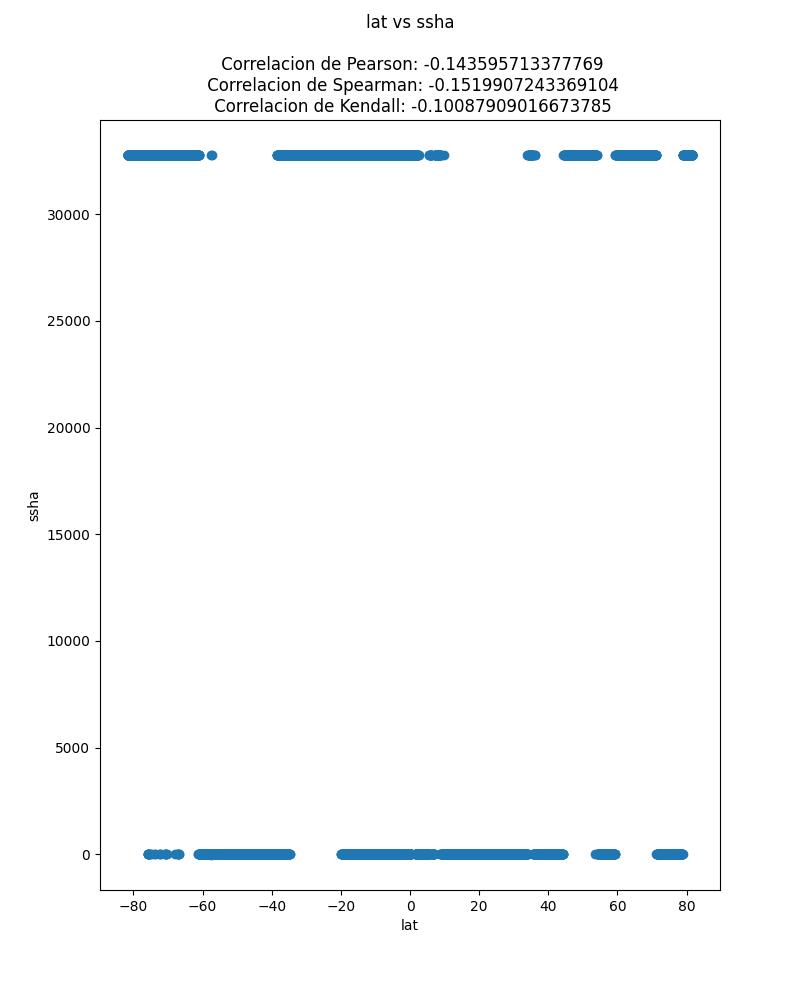 lat vs ssha
Correlacion de Pearson: -0.143595713377769
Correlacion de Spearman: -0.1519907243369104
Correlacion de Kendall: -0.10087909016673785
30000
25000
20000
15000
10000
5000
0
ssha
−80 −60 −40 −20 0 20 40 60 80
lat